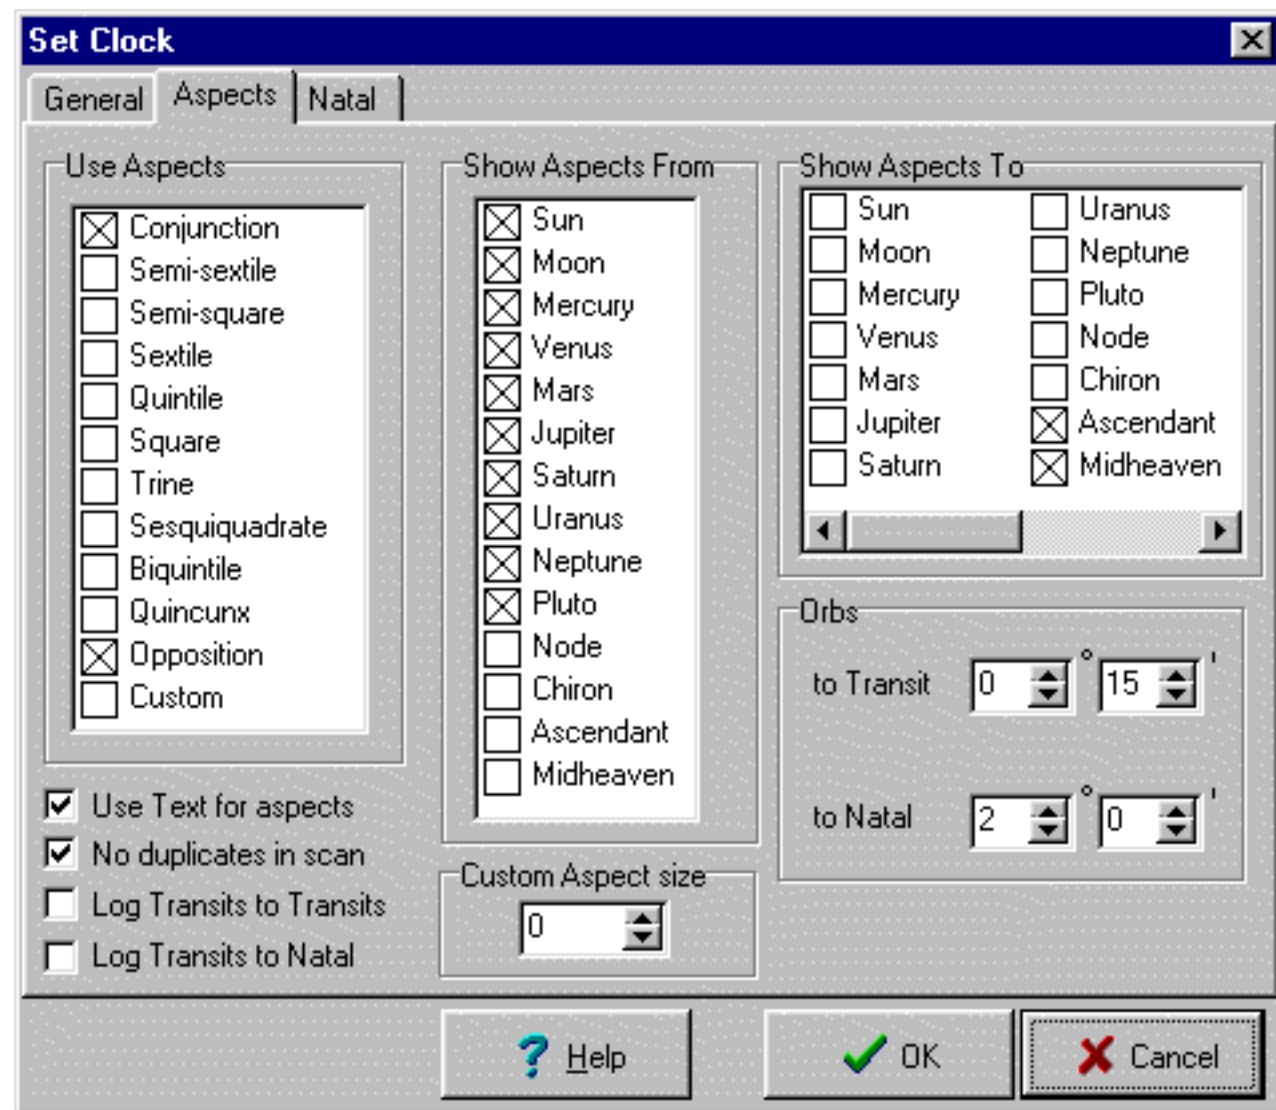 Set Clock
General
Aspects
Natal
Use Aspects
Conjunction
Semi-sextile
Semi-square
Sextile
Quintile
Square
Trine
Sesquiquadrate
Biquintile
Quincunx
Opposition
Custom
Use Text for aspects
No duplicates in scan
Log Transits to Transits
Log Transits to Natal
Show Aspects From
Sun
Moon
Mercury
Venus
Mars
Jupiter
Saturn
Uranus
Neptune
Pluto
Node
Chiron
Ascendant
Midheaven
Custom Aspect size
0
Show Aspects To
Sun
Moon
Mercury
Venus
Mars
Jupiter
Saturn
Uranus
Neptune
Pluto
Node
Chiron
Ascendant
Midheaven
Orbs
to Transit 0 ° 15 '
to Natal 2 ° 0 '
Help
OK
Cancel